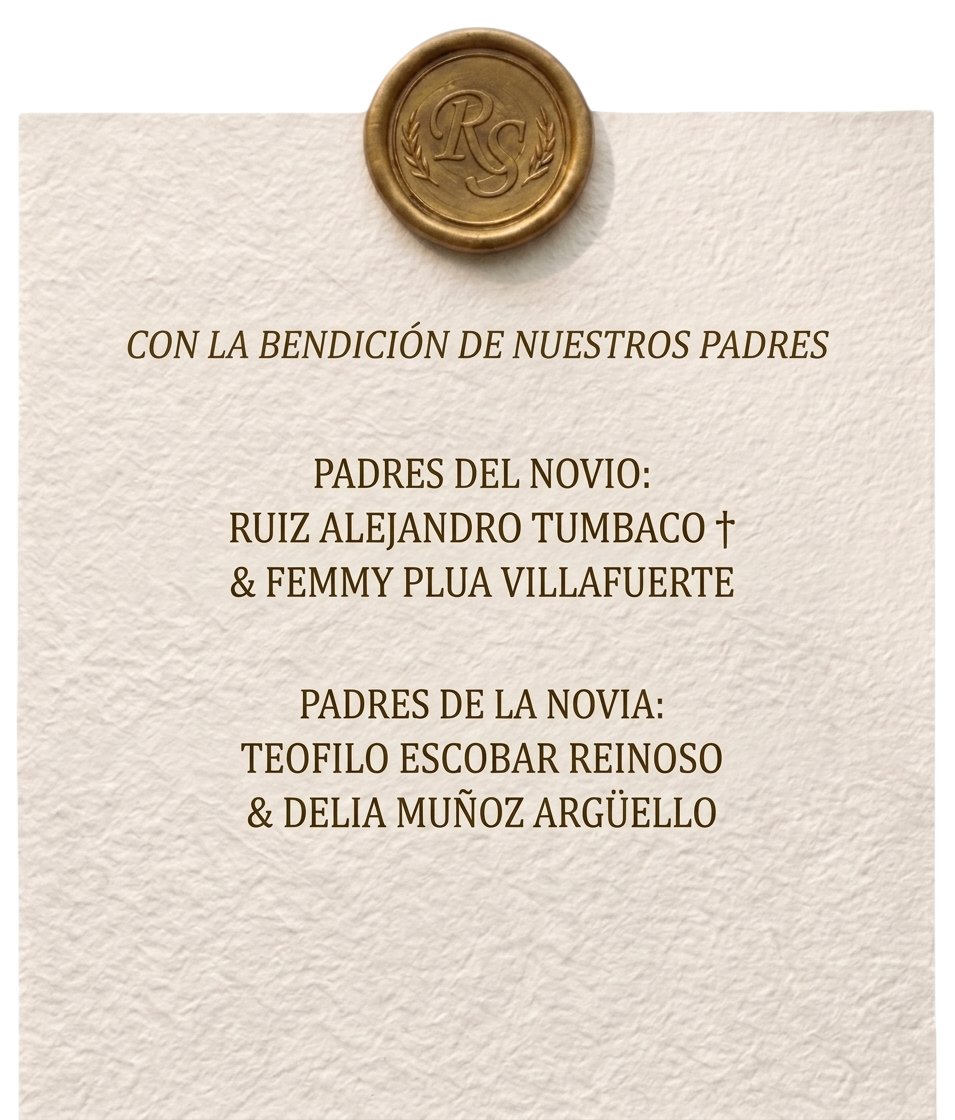 RS
CON LA BENDICIÓN DE NUESTROS PADRES
PADRES DEL NOVIO:
RUIZ ALEJANDRO TUMBACO †
& FEMMY PLUA VILLAFUERTE
PADRES DE LA NOVIA:
TEOFILO ESCOBAR REINOSO
& DELIA MUÑOZ ARGÜELLO